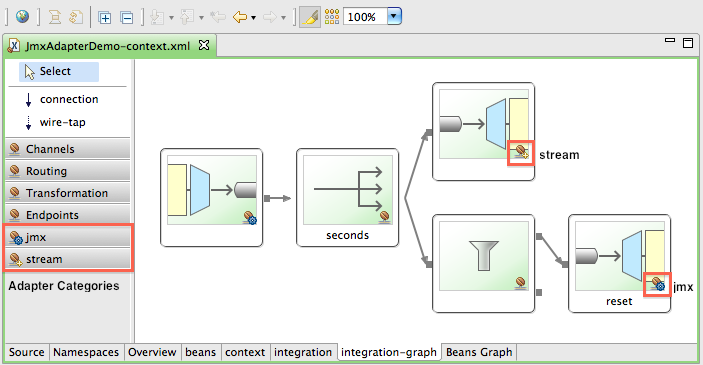 100%
JmxAdapterDemo-context.xml
Select
connection
wire-tap
Channels
Routing
Transformation
Endpoints
jmx
stream
Adapter Categories
stream
seconds
reset
jmx
Source
Namespaces
Overview
beans
context
integration
integration-graph
Beans Graph